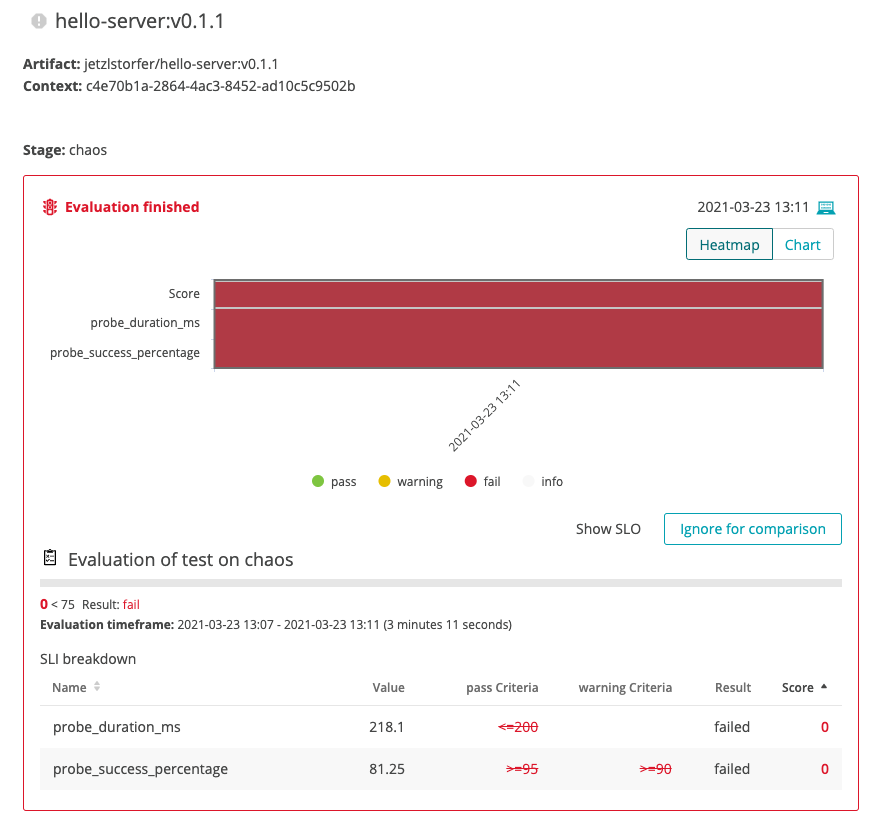 hello-server:v0.1.1
Artifact: jetzlstorfer/hello-server:v0.1.1
Context: c4e70b1a-2864-4ac3-8452-ad10c5c9502b
Stage: chaos
Evaluation finished
2021-03-23 13:11
Heatmap Chart
Score
probe_duration_ms
probe_success_percentage
2021-03-23 13:11
pass warning fail info
Show SLO Ignore for comparison
Evaluation of test on chaos
0 < 75 Result: fail
Evaluation timeframe: 2021-03-23 13:07 - 2021-03-23 13:11 (3 minutes 11 seconds)
SLI breakdown
Name Value pass Criteria warning Criteria Result Score
probe_duration_ms 218.1 <=200 failed 0
probe_success_percentage 81.25 >=95 >=90 failed 0